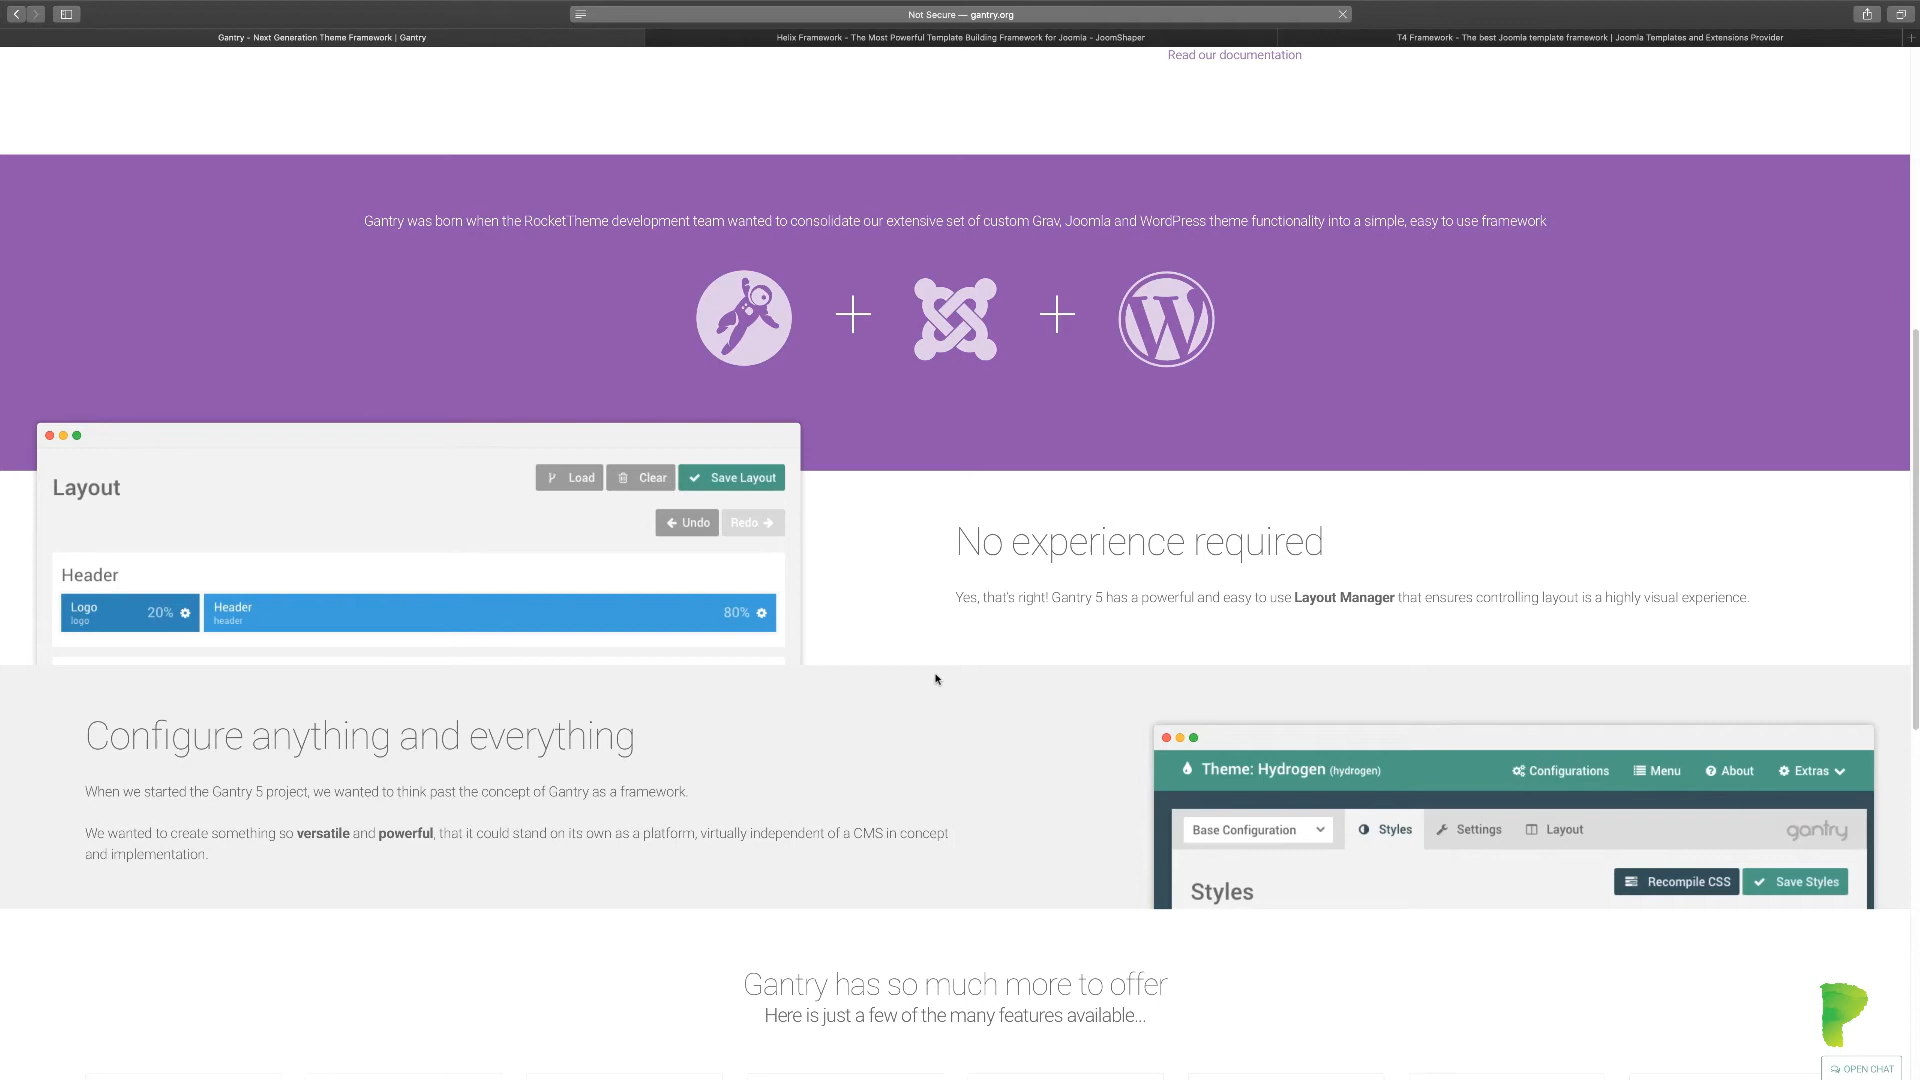 Not Secure — gantry.org
Gantry - Next Generation Theme Framework | Gantry
Helix Framework - The Most Powerful Template Building Framework for Joomla - JoomShaper
T4 Framework - The best Joomla template framework | Joomla Templates and Extensions Provider
Read our documentation
Gantry was born when the RocketTheme development team wanted to consolidate our extensive set of custom Grav, Joomla and WordPress theme functionality into a simple, easy to use framework
Layout
Load
Clear
Save Layout
Undo
Redo
Header
Logo
logo
20%
Header
header
80%
No experience required
Yes, that's right! Gantry 5 has a powerful and easy to use Layout Manager that ensures controlling layout is a highly visual experience.
Configure anything and everything
When we started the Gantry 5 project, we wanted to think past the concept of Gantry as a framework.
We wanted to create something so versatile and powerful, that it could stand on its own as a platform, virtually independent of a CMS in concept
and implementation.
Theme: Hydrogen (hydrogen)
Configurations
Menu
About
Extras
Base Configuration
Styles
Settings
Layout
gantry
Styles
Recompile CSS
Save Styles
Gantry has so much more to offer
Here is just a few of the many features available...
OPEN CHAT